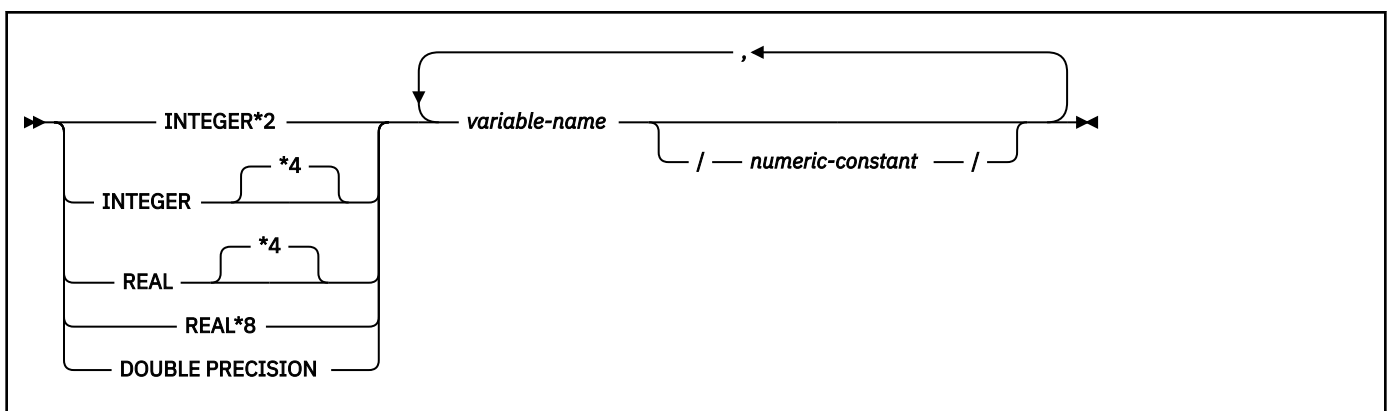 ,
INTEGER*2 variable-name
/ numeric-constant /
*4
INTEGER
*4
REAL
REAL*8
DOUBLE PRECISION